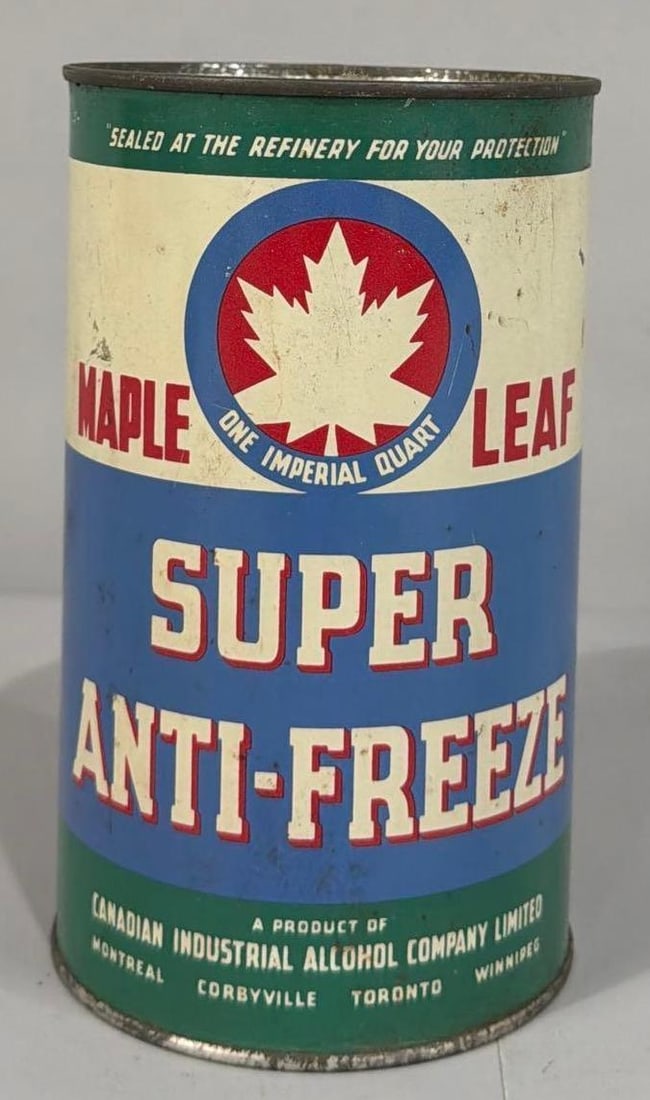 "SEALED AT THE REFINERY FOR YOUR PROTECTION"
MAPLE LEAF
ONE IMPERIAL QUART
SUPER
ANTI-FREEZE
A PRODUCT OF
CANADIAN INDUSTRIAL ALCOHOL COMPANY LIMITED
MONTREAL CORBYVILLE TORONTO WINNIPEG